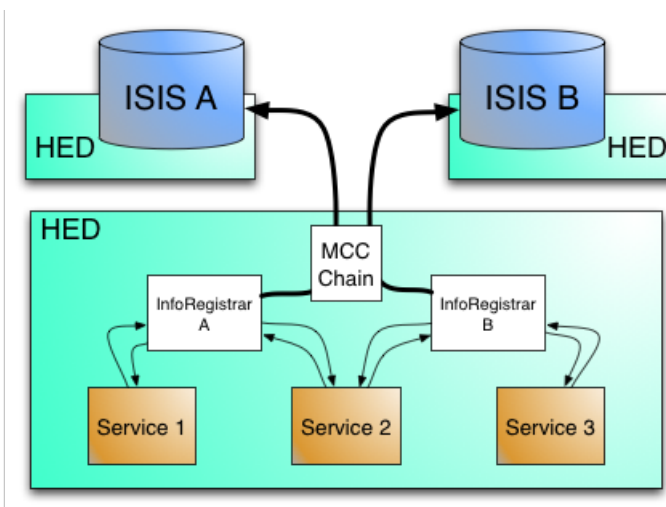 ISIS A
ISIS B
HED
HED
HED
MCC
Chain
InfoRegistrar
A
InfoRegistrar
B
Service 1
Service 2
Service 3